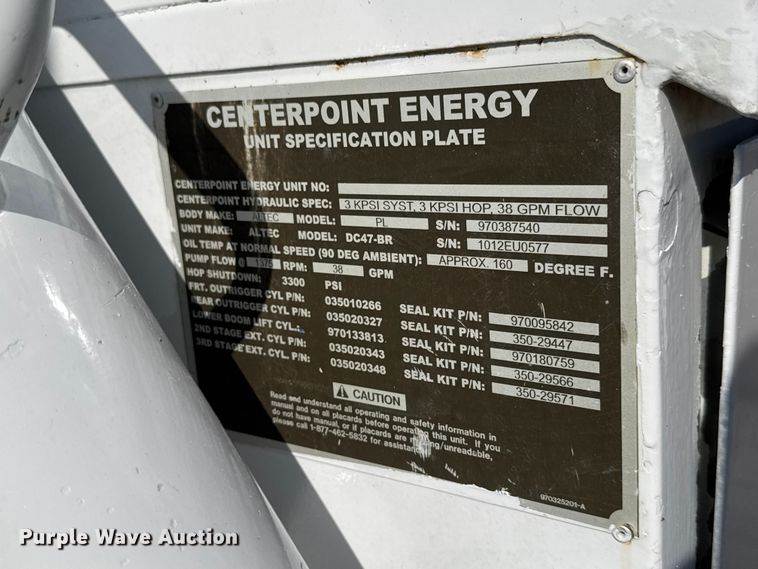 CENTERPOINT ENERGY
UNIT SPECIFICATION PLATE
CENTERPOINT ENERGY UNIT NO:
CENTERPOINT HYDRAULIC SPEC: 3 KPSI SYST, 3 KPSI HOP, 38 GPM FLOW
BODY MAKE: ALTEC MODEL: PL S/N: 970387540
UNIT MAKE: ALTEC MODEL: DC47-BR S/N: 1012EU0577
OIL TEMP AT NORMAL SPEED (90 DEG AMBIENT): APPROX. 160 DEGREE F.
PUMP FLOW @ 1375 RPM: 38 GPM
HOP SHUTDOWN: 3300 PSI
FRT. OUTRIGGER CYL P/N: 035010266 SEAL KIT P/N: 970095842
REAR OUTRIGGER CYL P/N: 035020327 SEAL KIT P/N: 350-29447
LOWER BOOM LIFT CYL.: 970133813 SEAL KIT P/N: 970180759
2ND STAGE EXT. CYL P/N: 035020343 SEAL KIT P/N: 350-29566
3RD STAGE EXT. CYL. P/N: 035020348 SEAL KIT P/N: 350-29571
CAUTION
Read and understand all operating and safety information in
manual and on all placards before operating this unit. If you
do not have manual, or if placards are missing/unreadable,
please call 1-877-462-5832 for assistance.
970325201-A
Purple Wave Auction